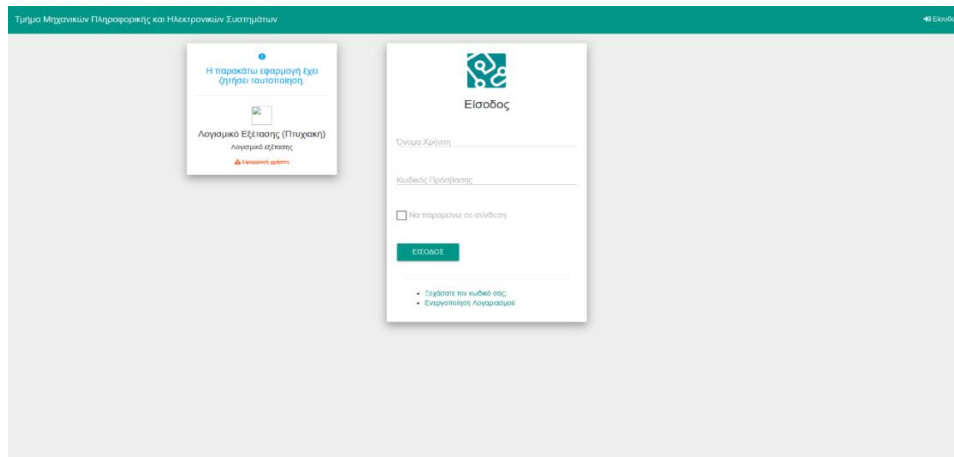 Τμήμα Μηχανικών Πληροφορικής και Ηλεκτρονικών Συστημάτων
Είσοδος
Η παρακάτω εφαρμογή έχει
ζητήσει ταυτοποίηση.
Λογισμικό Εξέτασης (Πτυχιακή)
Λογισμικό εξέτασης
Εφαρμογή χρήστη
Είσοδος
Όνομα Χρήστη
Κωδικός Πρόσβασης
Να παραμείνω σε σύνδεση
ΕΙΣΟΔΟΣ
Ξεχάσατε τον κωδικό σας;
Ενεργοποίηση Λογαριασμού